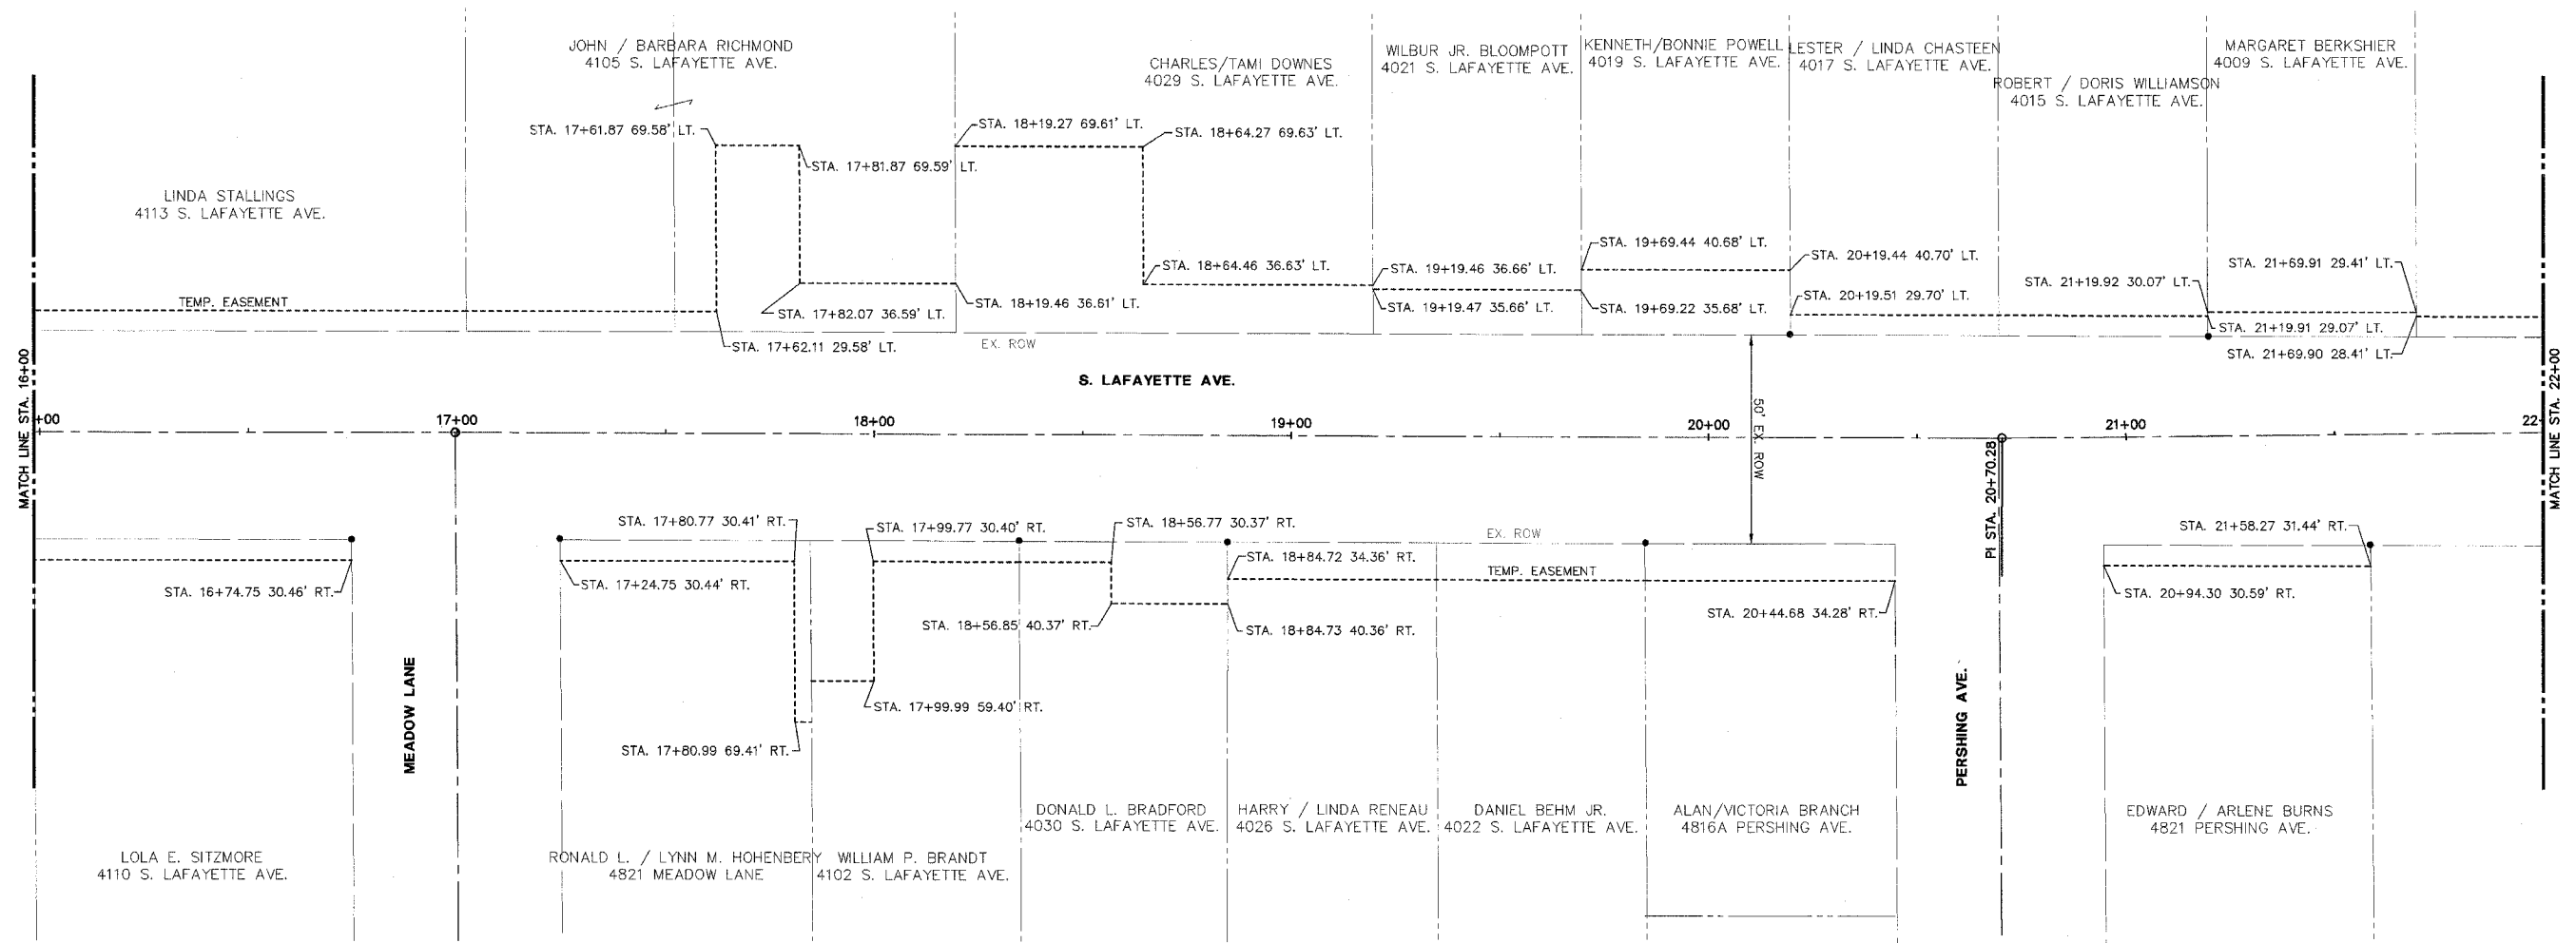 JOHN / BARBARA RICHMOND
4105 S. LAFAYETTE AVE.
CHARLES/TAMI DOWNES
4029 S. LAFAYETTE AVE.
WILBUR JR. BLOOMPOTT
4021 S. LAFAYETTE AVE.
KENNETH/BONNIE POWELL
4019 S. LAFAYETTE AVE.
LESTER / LINDA CHASTEEN
4017 S. LAFAYETTE AVE.
ROBERT / DORIS WILLIAMSON
4015 S. LAFAYETTE AVE.
MARGARET BERKSHIER
4009 S. LAFAYETTE AVE.
STA. 17+61.87 69.58' LT.
STA. 17+81.87 69.59' LT.
STA. 18+19.27 69.61' LT.
STA. 18+64.27 69.63' LT.
LINDA STALLINGS
4113 S. LAFAYETTE AVE.
TEMP. EASEMENT
STA. 17+82.07 36.59' LT.
STA. 17+62.11 29.58' LT.
STA. 18+19.46 36.61' LT.
STA. 18+64.46 36.63' LT.
STA. 19+19.46 36.66' LT.
STA. 19+19.47 35.66' LT.
STA. 19+69.44 40.68' LT.
STA. 19+69.22 35.68' LT.
STA. 20+19.44 40.70' LT.
STA. 20+19.51 29.70' LT.
STA. 21+19.92 30.07' LT.
STA. 21+19.91 29.07' LT.
STA. 21+69.91 29.41' LT.
STA. 21+69.90 28.41' LT.
EX. ROW
S. LAFAYETTE AVE.
MATCH LINE STA. 16+00
+00
17+00
18+00
19+00
20+00
21+00
22
MATCH LINE STA. 22+00
50' EX. ROW
PI STA. 20+70.28
STA. 16+74.75 30.46' RT.
STA. 17+24.75 30.44' RT.
STA. 17+80.77 30.41' RT.
STA. 17+99.77 30.40' RT.
STA. 18+56.77 30.37' RT.
EX. ROW
STA. 18+84.72 34.36' RT.
TEMP. EASEMENT
STA. 18+56.85 40.37' RT.
STA. 18+84.73 40.36' RT.
STA. 20+44.68 34.28' RT.
STA. 21+58.27 31.44' RT.
STA. 20+94.30 30.59' RT.
STA. 17+99.99 59.40' RT.
STA. 17+80.99 69.41' RT.
MEADOW LANE
PERSHING AVE.
LOLA E. SITZMORE
4110 S. LAFAYETTE AVE.
RONALD L. / LYNN M. HOHENBERY
4821 MEADOW LANE
WILLIAM P. BRANDT
4102 S. LAFAYETTE AVE.
DONALD L. BRADFORD
4030 S. LAFAYETTE AVE.
HARRY / LINDA RENEAU
4026 S. LAFAYETTE AVE.
DANIEL BEHM JR.
4022 S. LAFAYETTE AVE.
ALAN/VICTORIA BRANCH
4816A PERSHING AVE.
EDWARD / ARLENE BURNS
4821 PERSHING AVE.